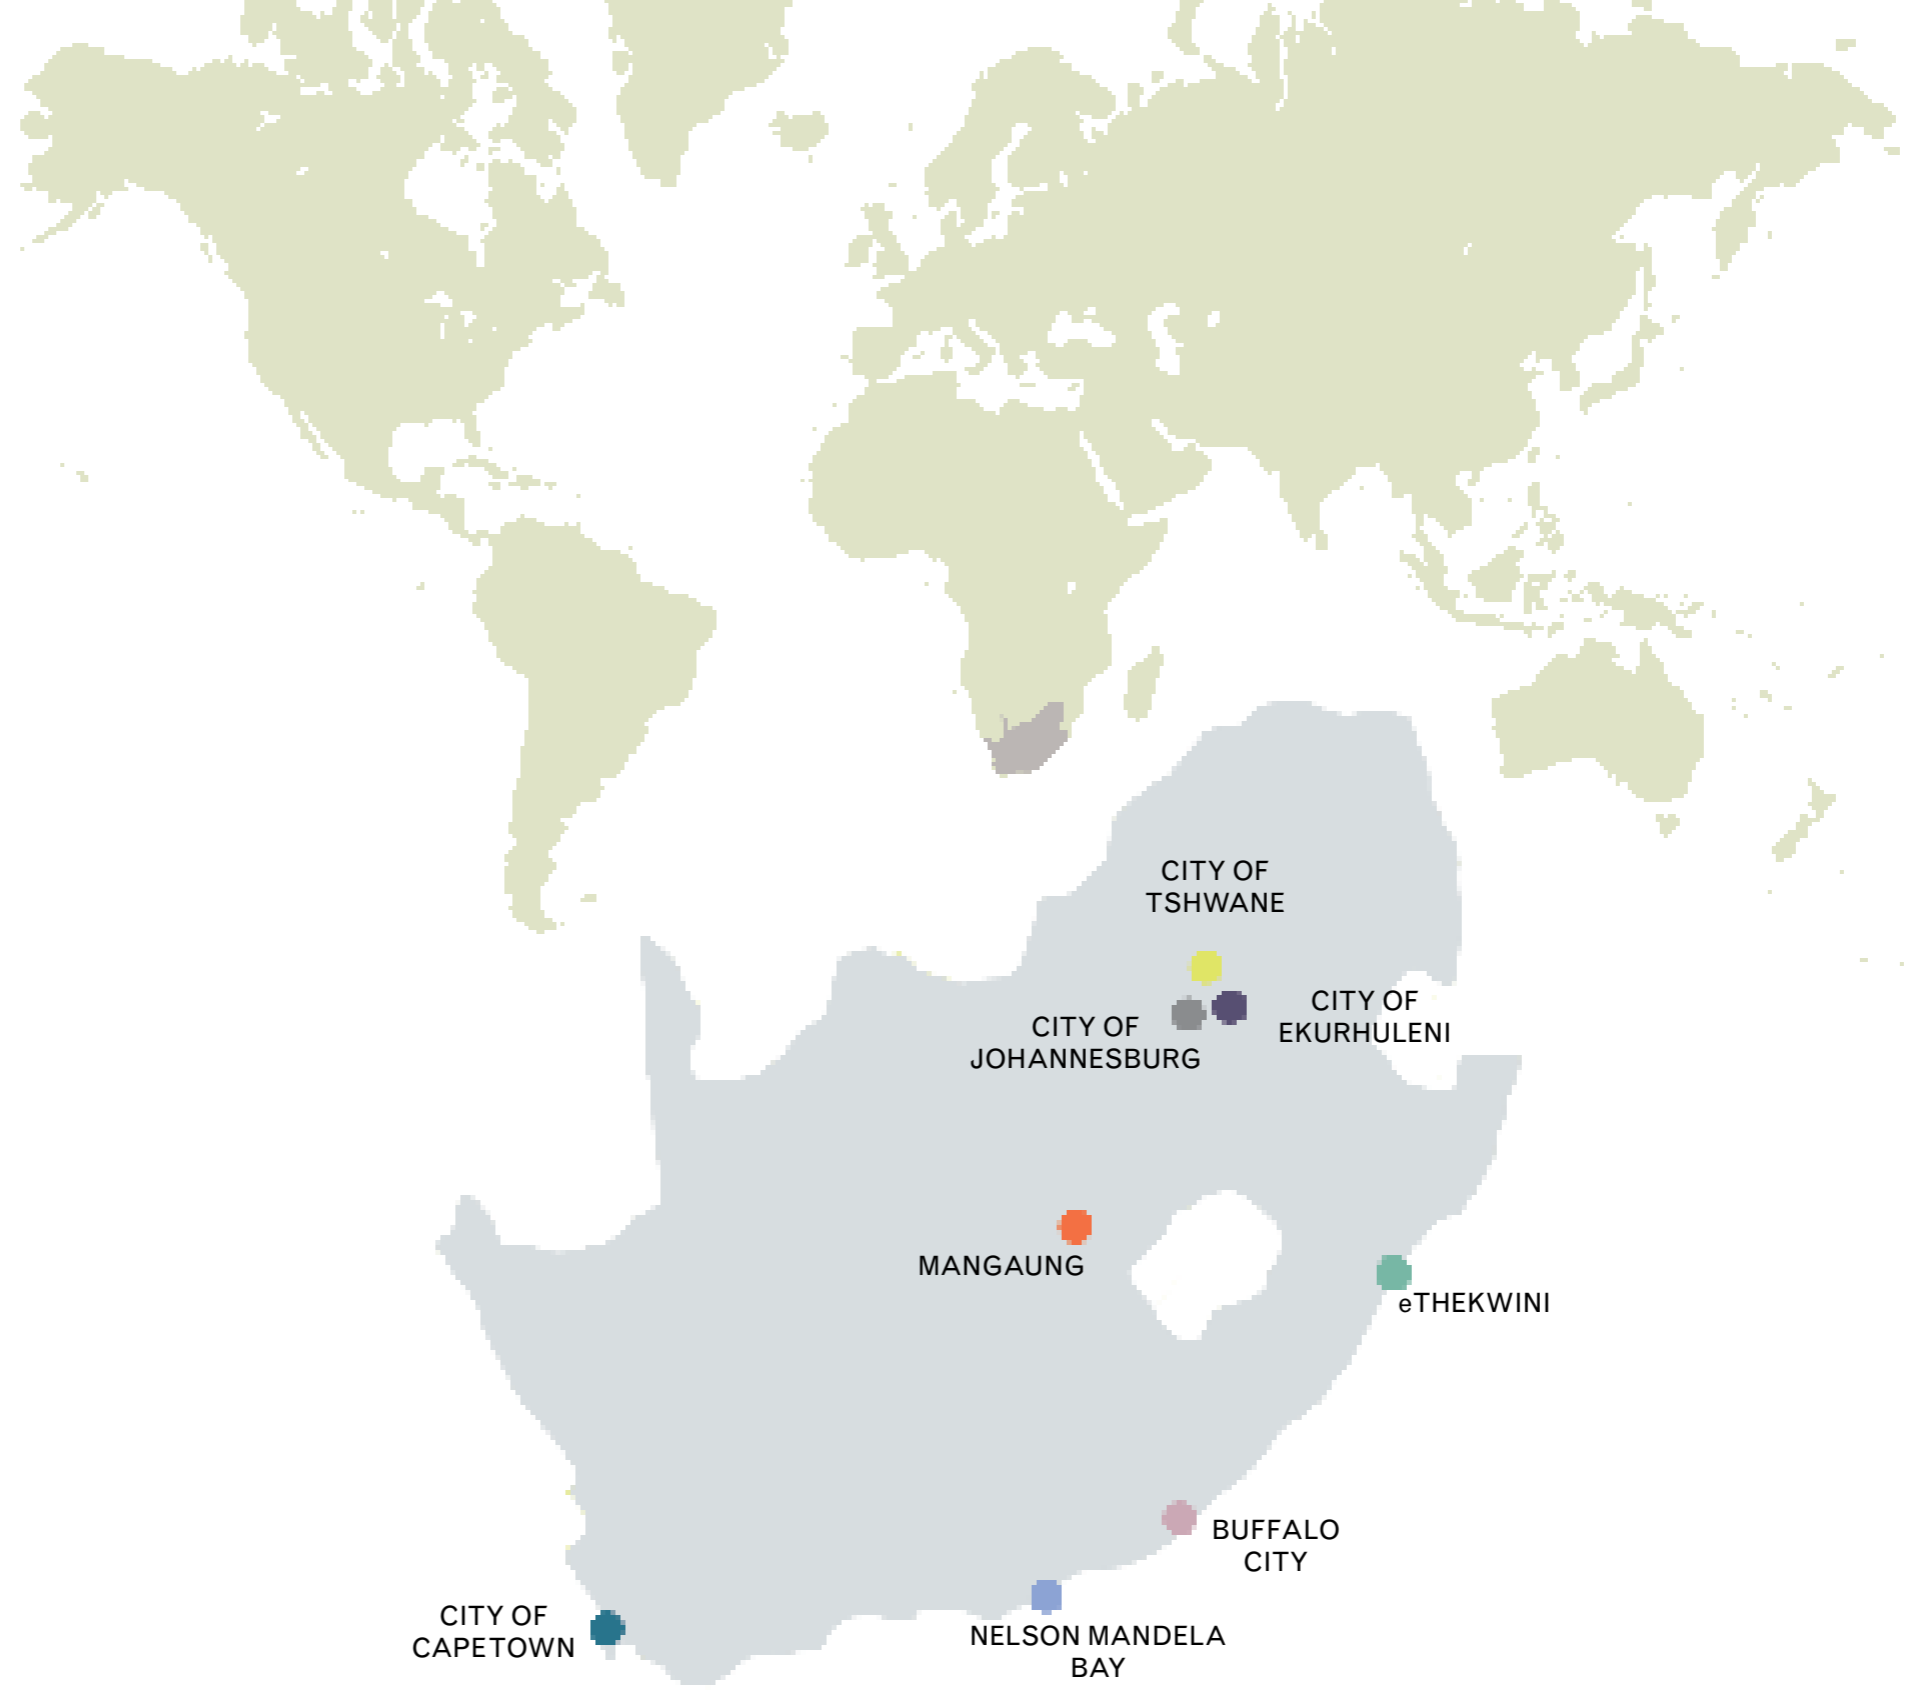 CITY OF
TSHWANE
CITY OF
EKURHULENI
CITY OF
JOHANNESBURG
MANGAUNG
eTHEKWINI
BUFFALO
CITY
CITY OF
CAPETOWN
NELSON MANDELA
BAY